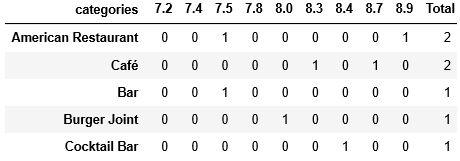 categories 7.2 7.4 7.5 7.8 8.0 8.3 8.4 8.7 8.9 Total
American Restaurant 0 0 1 0 0 0 0 0 1 2
Café 0 0 0 0 0 1 0 1 0 2
Bar 0 0 1 0 0 0 0 0 0 1
Burger Joint 0 0 0 0 1 0 0 0 0 1
Cocktail Bar 0 0 0 0 0 0 1 0 0 1